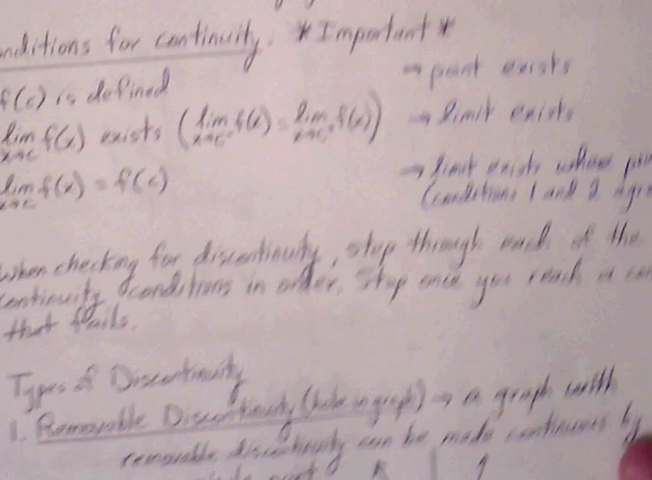 onditions for continuity. *Important*
f(c) is defined → point exists
lim x→c f(x) exists (lim x→c⁻ f(x) = lim x→c⁺ f(x)) → limit exists
lim x→c f(x) = f(c) → limit exists where
(conditions 1 and 2 agre
When checking for discontinuity, step through each of the
continuity conditions in order. Stop once you reach a con
that fails.
Types of Discontinuity
1. Removable Discontinuity (hole in graph) → a graph with
removable discontinuity can be made continuous by